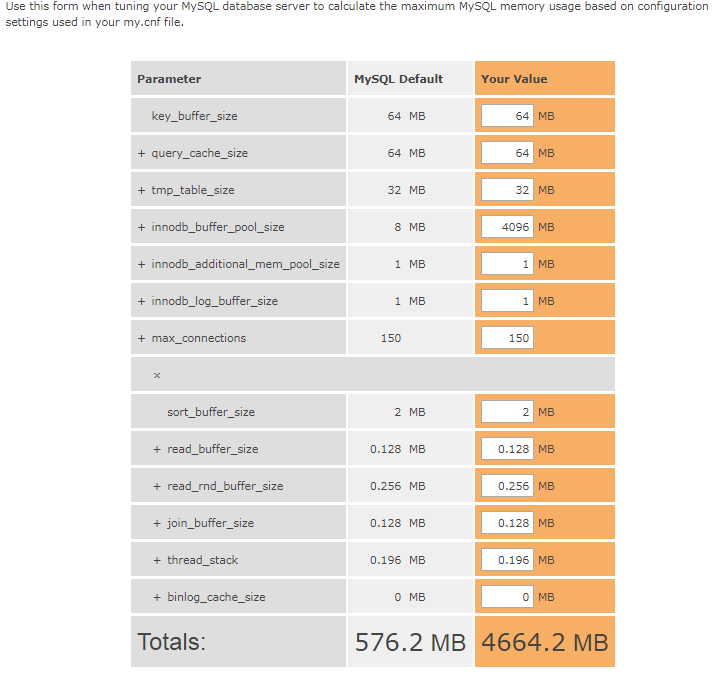 Use this form when tuning your MySQL database server to calculate the maximum MySQL memory usage based on configuration
settings used in your my.cnf file.
Parameter MySQL Default Your Value
key_buffer_size 64 MB 64 MB
+ query_cache_size 64 MB 64 MB
+ tmp_table_size 32 MB 32 MB
+ innodb_buffer_pool_size 8 MB 4096 MB
+ innodb_additional_mem_pool_size 1 MB 1 MB
+ innodb_log_buffer_size 1 MB 1 MB
+ max_connections 150 150
x
sort_buffer_size 2 MB 2 MB
+ read_buffer_size 0.128 MB 0.128 MB
+ read_rnd_buffer_size 0.256 MB 0.256 MB
+ join_buffer_size 0.128 MB 0.128 MB
+ thread_stack 0.196 MB 0.196 MB
+ binlog_cache_size 0 MB 0 MB
Totals: 576.2 MB 4664.2 MB